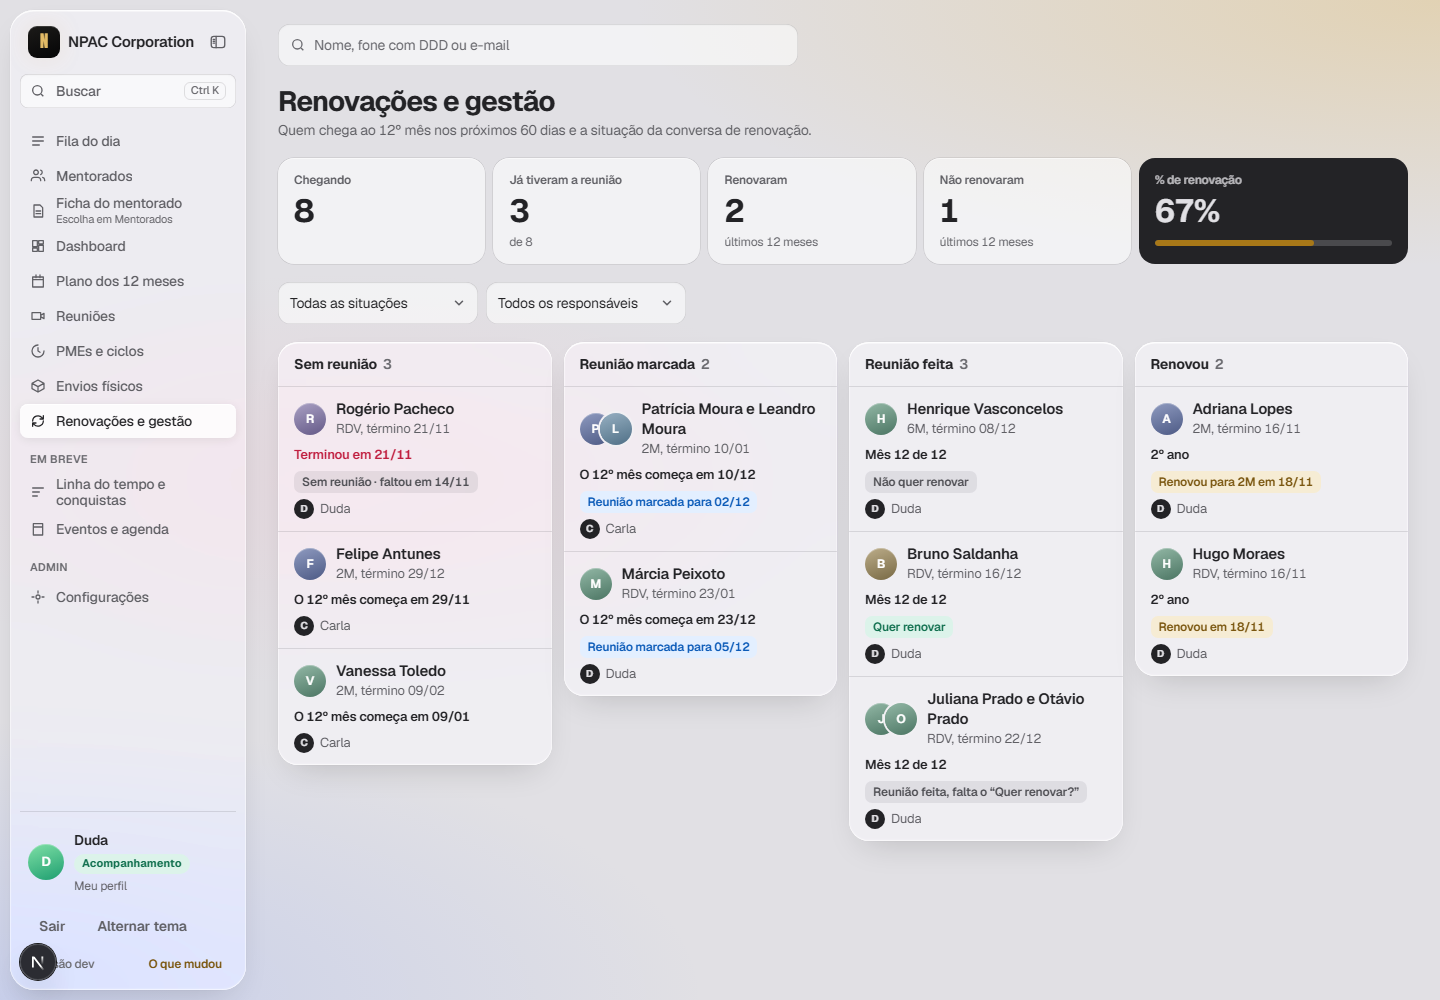 N NPAC Corporation
Buscar Ctrl K
Fila do dia
Mentorados
Ficha do mentorado
Escolha em Mentorados
Dashboard
Plano dos 12 meses
Reuniões
PMEs e ciclos
Envios físicos
Renovações e gestão
EM BREVE
Linha do tempo e
conquistas
Eventos e agenda
ADMIN
Configurações
D
Duda
Acompanhamento
Meu perfil
Sair Alternar tema
N dev O que mudou
Nome, fone com DDD ou e-mail
Renovações e gestão
Quem chega ao 12º mês nos próximos 60 dias e a situação da conversa de renovação.
Chegando
8
Já tiveram a reunião
3
de 8
Renovaram
2
últimos 12 meses
Não renovaram
1
últimos 12 meses
% de renovação
67%
Todas as situações
Todos os responsáveis
Sem reunião 3
R
Rogério Pacheco
RDV, término 21/11
Terminou em 21/11
Sem reunião · faltou em 14/11
D Duda
F
Felipe Antunes
2M, término 29/12
O 12º mês começa em 29/11
C Carla
V
Vanessa Toledo
2M, término 09/02
O 12º mês começa em 09/01
C Carla
Reunião marcada 2
P L
Patrícia Moura e Leandro
Moura
2M, término 10/01
O 12º mês começa em 10/12
Reunião marcada para 02/12
C Carla
M
Márcia Peixoto
RDV, término 23/01
O 12º mês começa em 23/12
Reunião marcada para 05/12
D Duda
Reunião feita 3
H
Henrique Vasconcelos
6M, término 08/12
Mês 12 de 12
Não quer renovar
D Duda
B
Bruno Saldanha
RDV, término 16/12
Mês 12 de 12
Quer renovar
D Duda
J O
Juliana Prado e Otávio
Prado
RDV, término 22/12
Mês 12 de 12
Reunião feita, falta o “Quer renovar?”
D Duda
Renovou 2
A
Adriana Lopes
2M, término 16/11
2º ano
Renovou para 2M em 18/11
D Duda
H
Hugo Moraes
RDV, término 16/11
2º ano
Renovou em 18/11
D Duda